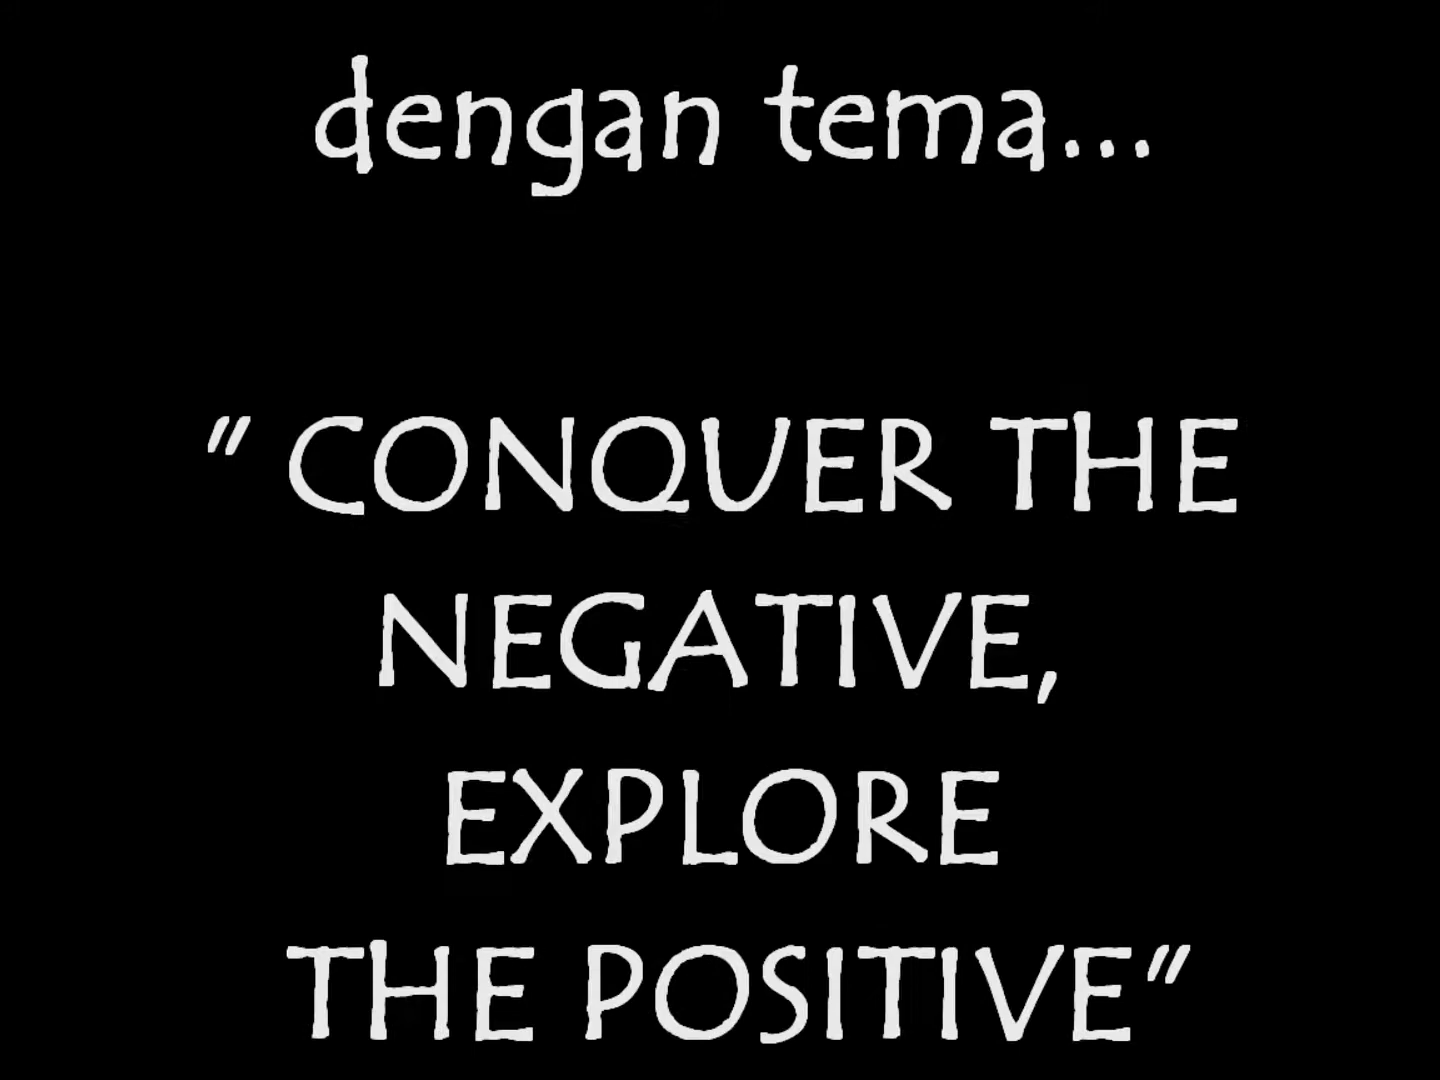 dengan tema...
" CONQUER THE
NEGATIVE,
EXPLORE
THE POSITIVE"